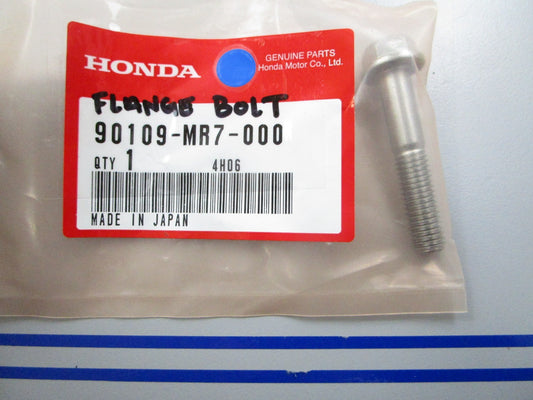 HONDA
GENUINE PARTS
Honda Motor Co., Ltd.
FLANGE BOLT
90109-MR7-000
QTY 1 4H06
MADE IN JAPAN